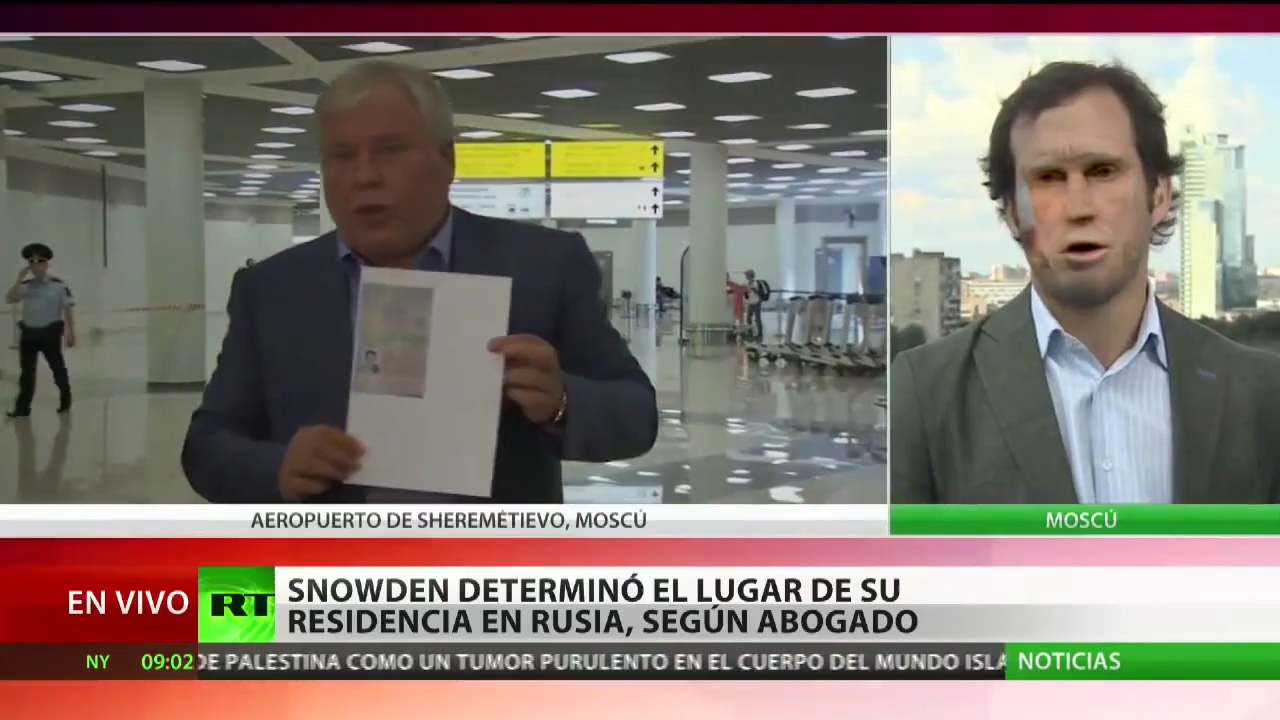 AEROPUERTO DE SHEREMÉTIEVO, MOSCÚ
MOSCÚ
EN VIVO
RT
SNOWDEN DETERMINÓ EL LUGAR DE SU
RESIDENCIA EN RUSIA, SEGÚN ABOGADO
NY 09:02
DE PALESTINA COMO UN TUMOR PURULENTO EN EL CUERPO DEL MUNDO ISLA
NOTICIAS